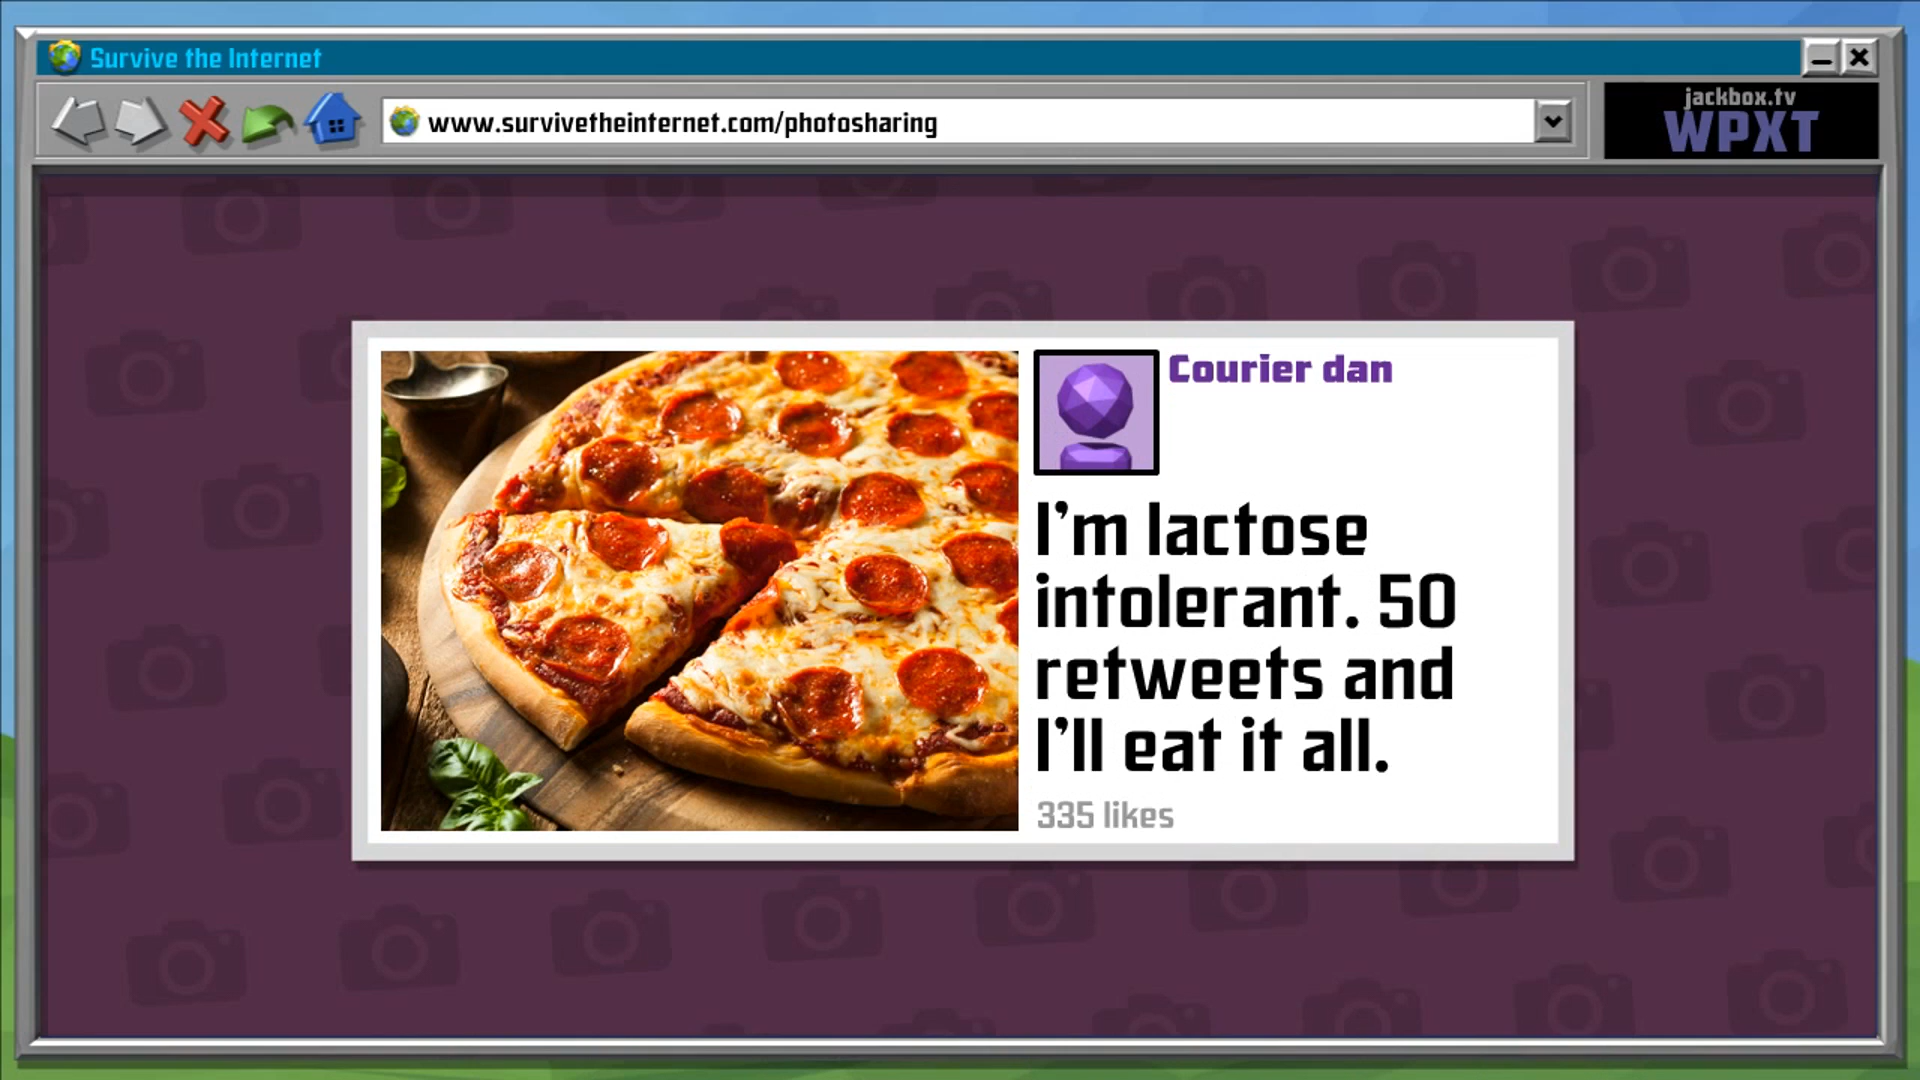 Survive the Internet
www.survivetheinternet.com/photosharing
jackbox.tv
WPXT
Courier dan
I'm lactose
intolerant. 50
retweets and
I'll eat it all.
335 likes